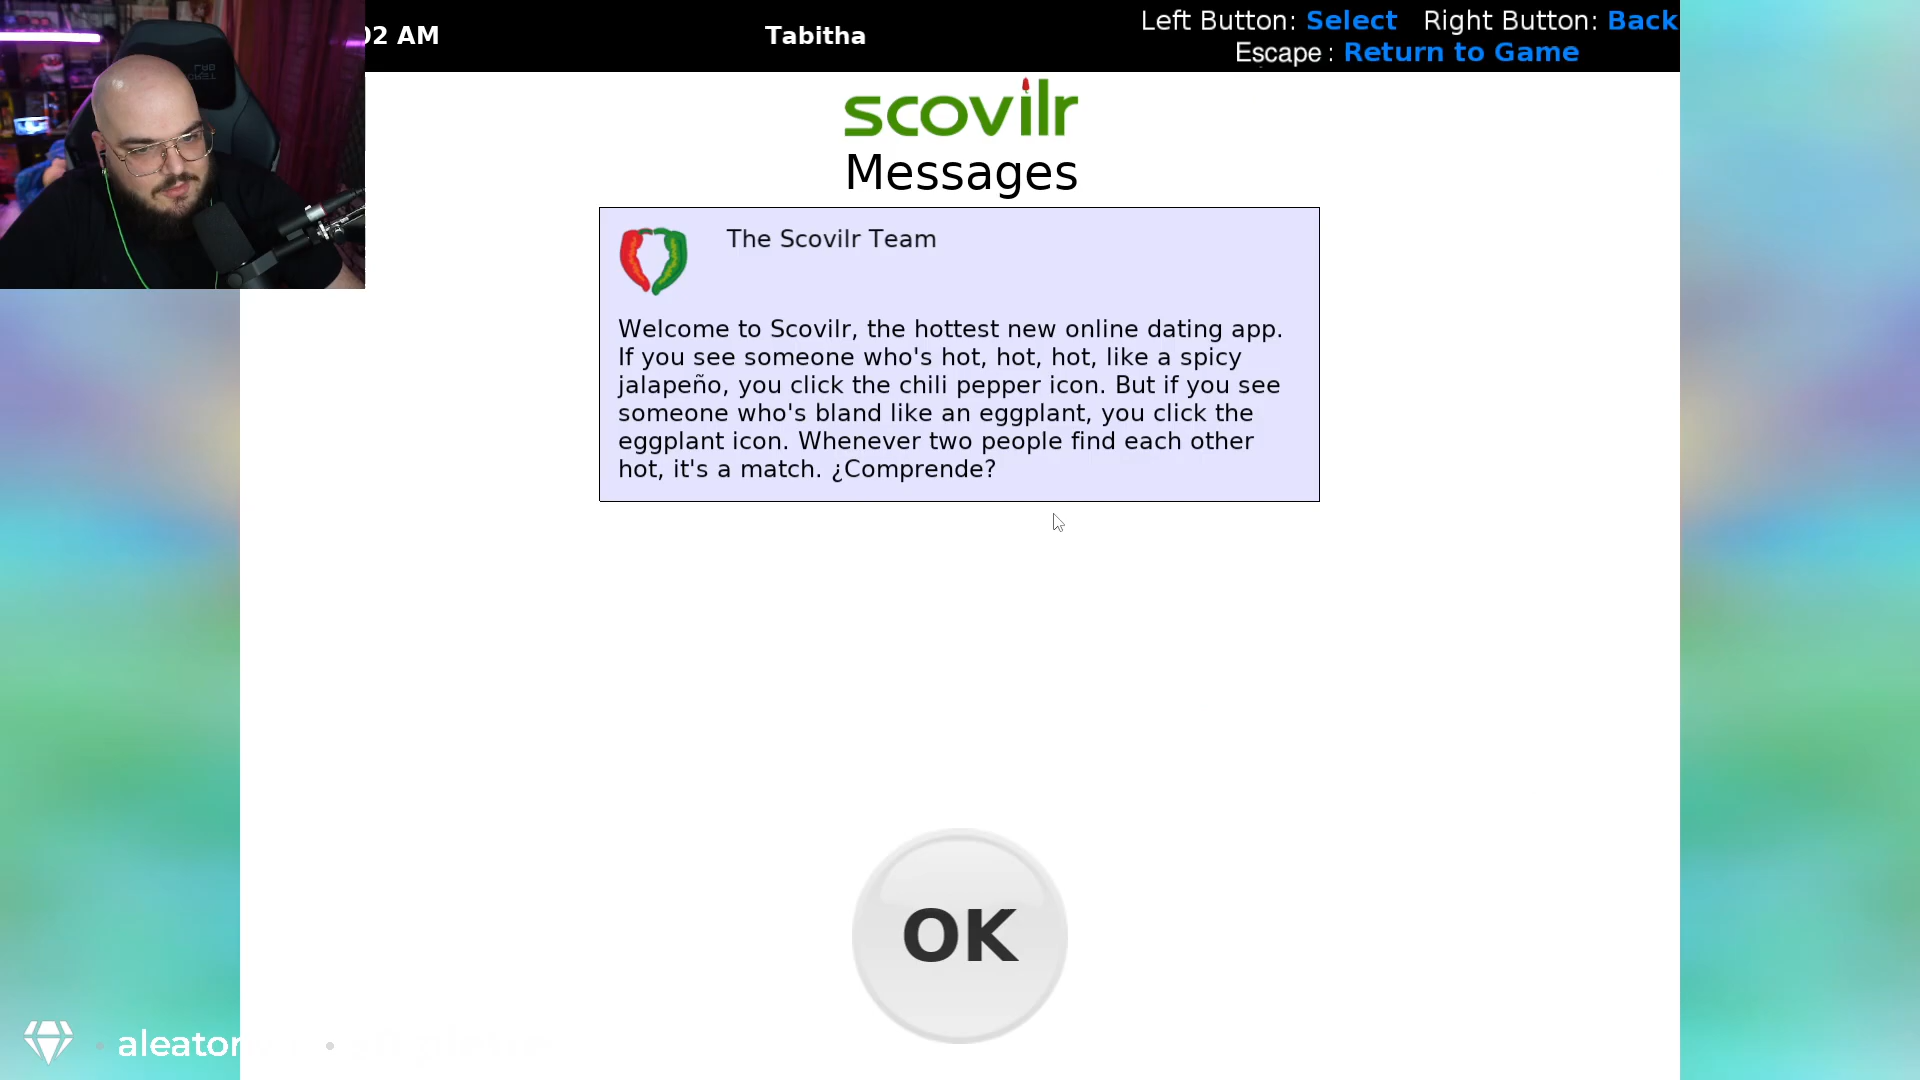 02 AM
Tabitha
Left Button: Select Right Button: Back
Escape : Return to Game
scovilr
Messages
The Scovilr Team
Welcome to Scovilr, the hottest new online dating app.
If you see someone who's hot, hot, hot, like a spicy
jalapeño, you click the chili pepper icon. But if you see
someone who's bland like an eggplant, you click the
eggplant icon. Whenever two people find each other
hot, it's a match. ¿Comprende?
OK